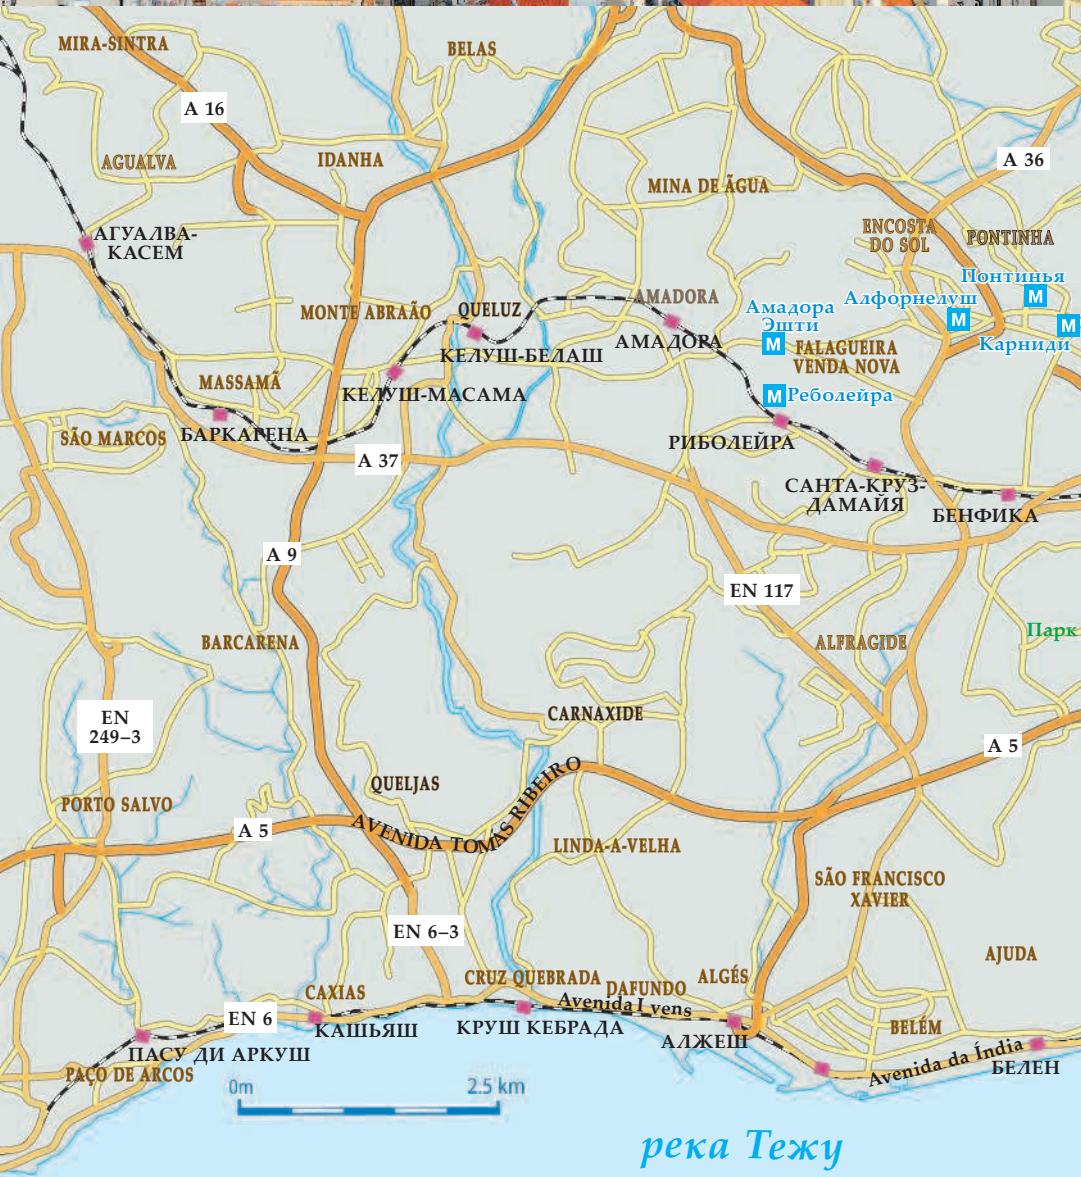 MIRA-SINTRA
BELAS
A 16
AGUALVA
IDANHA
A 36
MINA DE ÃGUA
ENCOSTA
DO SOL
PONTINHA
АГУАЛВА-
КАСЕМ
Понтинья
M
MONTE ABRAÃO
QUELUZ
AMADORA
Амадора
Эшти
M
Алфорнелуш
M
M
Карниди
КЕЛУШ-БЕЛАШ
АМАДОРА
FALAGUEIRA
VENDA NOVA
MASSAMÃ
КЕЛУШ-МАСАМА
M
Реболейра
SÃO MARCOS
БАРКАРЕНА
РИБОЛЕЙРА
A 37
САНТА-КРУЗ-
ДАМАЙЯ
БЕНФИКА
A 9
EN 117
BARCARENA
ALFRAGIDE
Парк
EN
249–3
CARNAXIDE
A 5
QUELJAS
PORTO SALVO
A 5
AVENIDA TOMÁS RIBEIRO
LINDA-A-VELHA
SÃO FRANCISCO
XAVIER
EN 6–3
AJUDA
CAXIAS
CRUZ QUEBRADA
DAFUNDO
ALGÉS
EN 6
Avenida I vens
КАШЬЯШ
КРУШ КЕБРАДА
АЛЖЕШ
BELÉM
ПАСУ ДИ АРКУШ
PAÇO DE ARCOS
Avenida da Índia
БЕЛЕН
0m
2.5 km
река Тежу